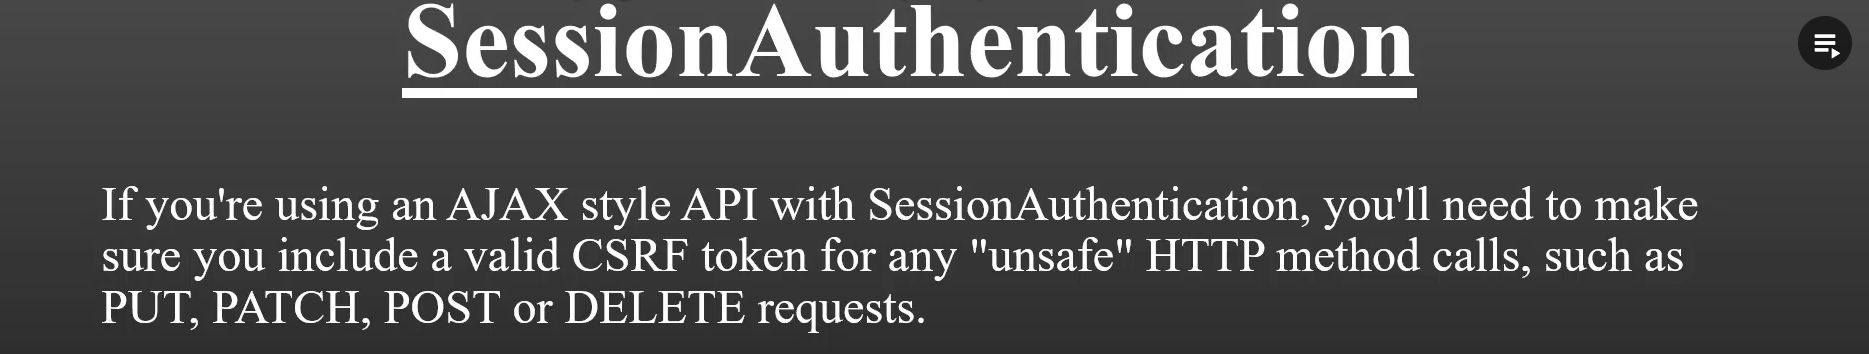 SessionAuthentication
If you're using an AJAX style API with SessionAuthentication, you'll need to make
sure you include a valid CSRF token for any "unsafe" HTTP method calls, such as
PUT, PATCH, POST or DELETE requests.